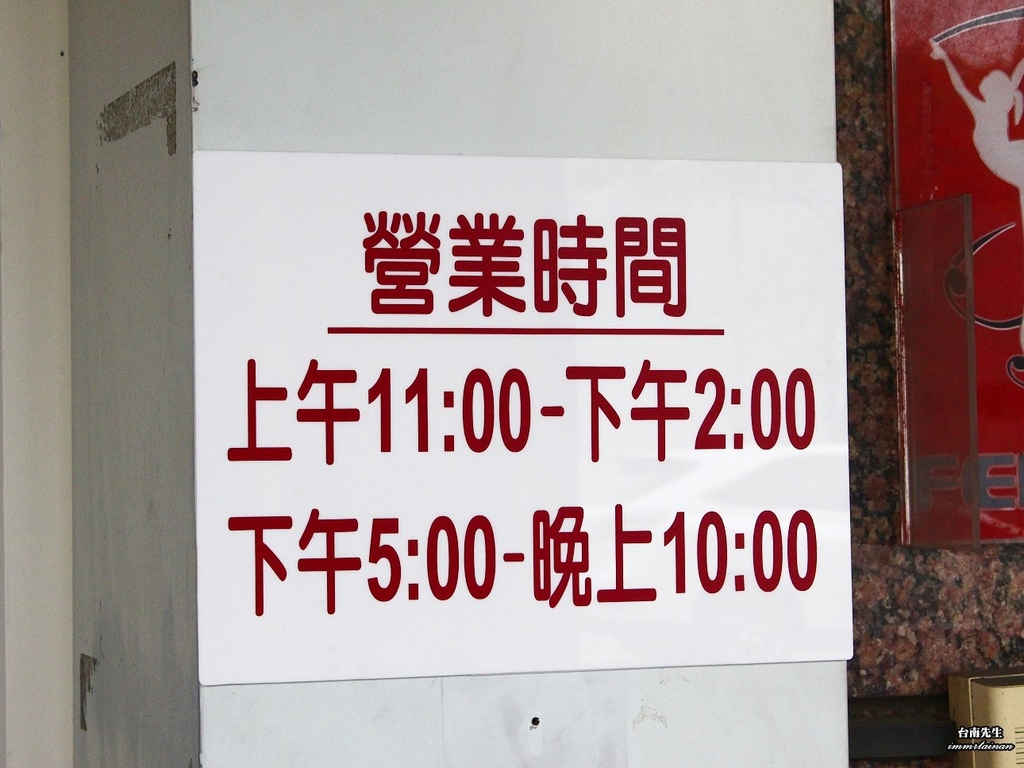 營業時間
上午11:00-下午2:00
下午5:00-晚上10:00
台南先生
immrtainan